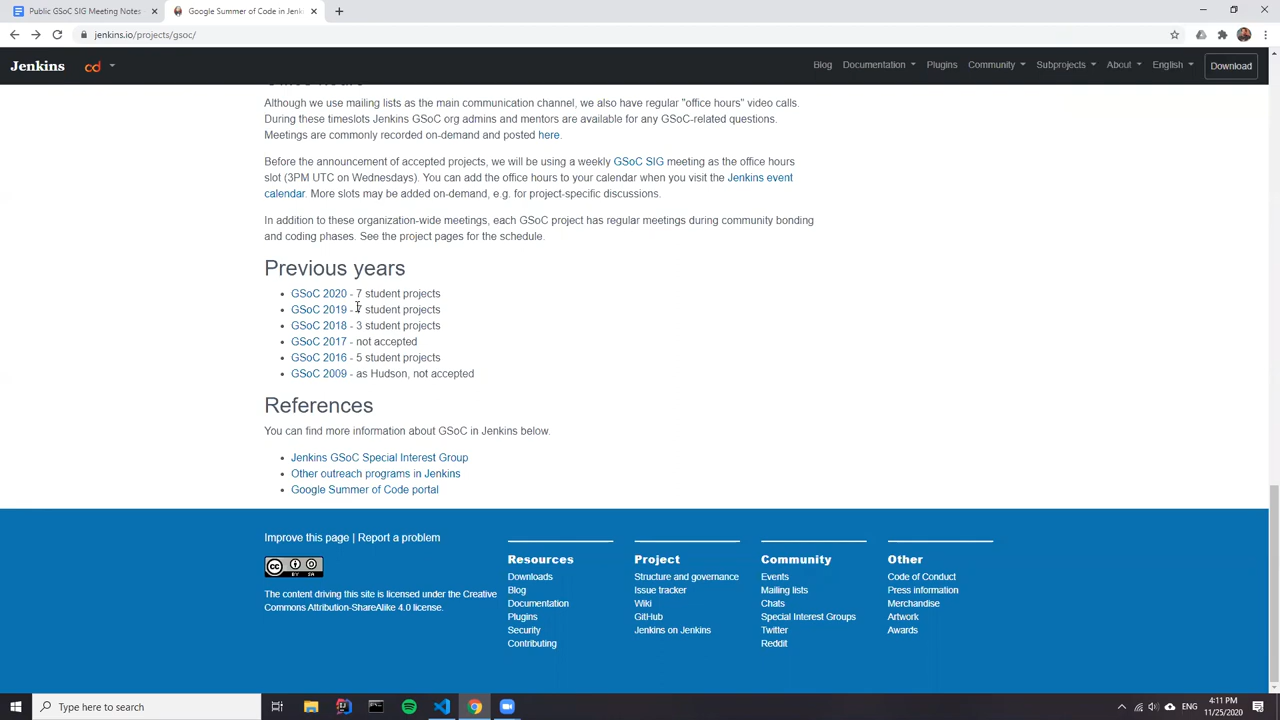 Public GSoC SIG Meeting Notes
Google Summer of Code in Jenk
jenkins.io/projects/gsoc/
Jenkins cd Blog Documentation Plugins Community Subprojects About English Download
Although we use mailing lists as the main communication channel, we also have regular "office hours" video calls.
During these timeslots Jenkins GSoC org admins and mentors are available for any GSoC-related questions.
Meetings are commonly recorded on-demand and posted here.
Before the announcement of accepted projects, we will be using a weekly GSoC SIG meeting as the office hours
slot (3PM UTC on Wednesdays). You can add the office hours to your calendar when you visit the Jenkins event
calendar. More slots may be added on-demand, e.g. for project-specific discussions.
In addition to these organization-wide meetings, each GSoC project has regular meetings during community bonding
and coding phases. See the project pages for the schedule.
Previous years
GSoC 2020 - 7 student projects
GSoC 2019 - 7 student projects
GSoC 2018 - 3 student projects
GSoC 2017 - not accepted
GSoC 2016 - 5 student projects
GSoC 2009 - as Hudson, not accepted
References
You can find more information about GSoC in Jenkins below.
Jenkins GSoC Special Interest Group
Other outreach programs in Jenkins
Google Summer of Code portal
Improve this page | Report a problem
CC BY SA
The content driving this site is licensed under the Creative
Commons Attribution-ShareAlike 4.0 license.
Resources
Downloads
Blog
Documentation
Plugins
Security
Contributing
Project
Structure and governance
Issue tracker
Wiki
GitHub
Jenkins on Jenkins
Community
Events
Mailing lists
Chats
Special Interest Groups
Twitter
Reddit
Other
Code of Conduct
Press information
Merchandise
Artwork
Awards
Type here to search
ENG
4:11 PM
11/25/2020